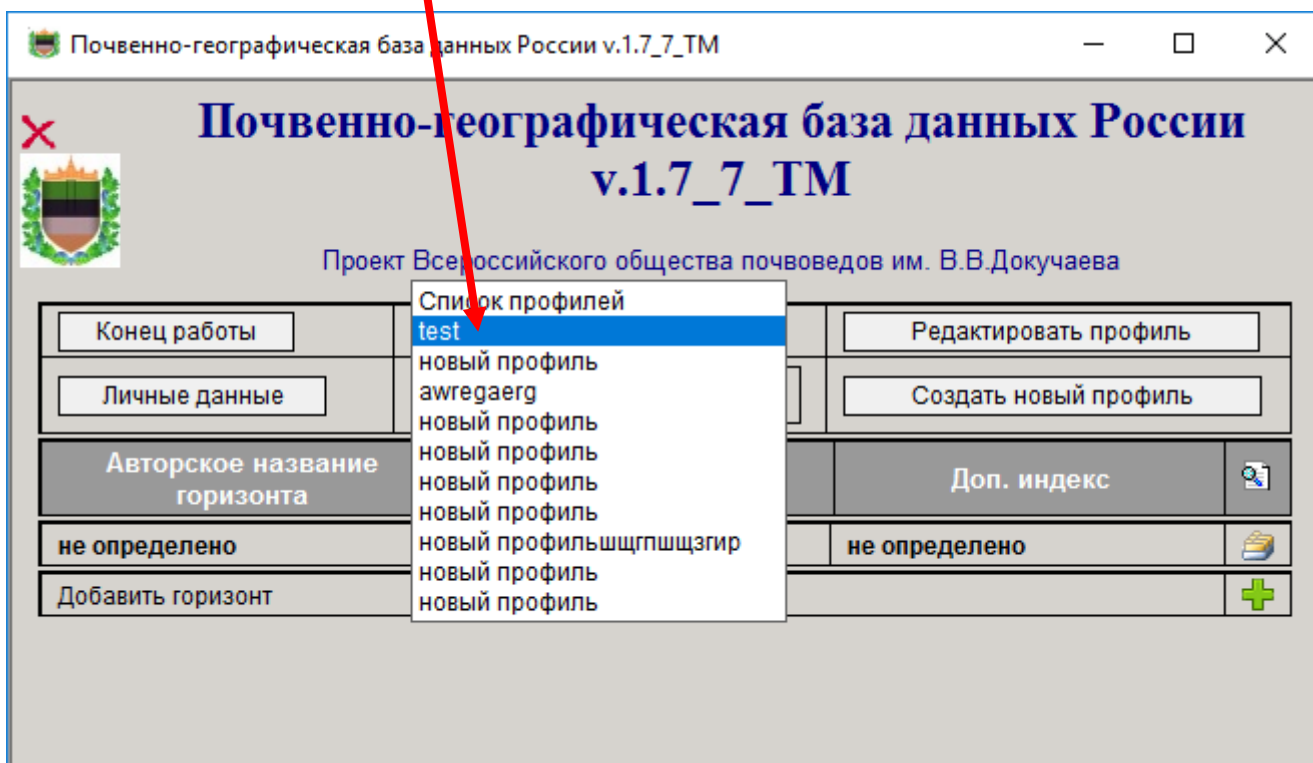 Почвенно-географическая база данных России v.1.7_7_TM
Почвенно-географическая база данных России
v.1.7_7_TM
Проект Всероссийского общества почвоведов им. В.В.Докучаева
Конец работы
Список профилей
test
Редактировать профиль
новый профиль
Личные данные
awregaerg
Создать новый профиль
новый профиль
новый профиль
Авторское название
горизонта
новый профиль
Доп. индекс
новый профиль
не определено
новый профильшщгпшщзгир
не определено
новый профиль
Добавить горизонт
новый профиль